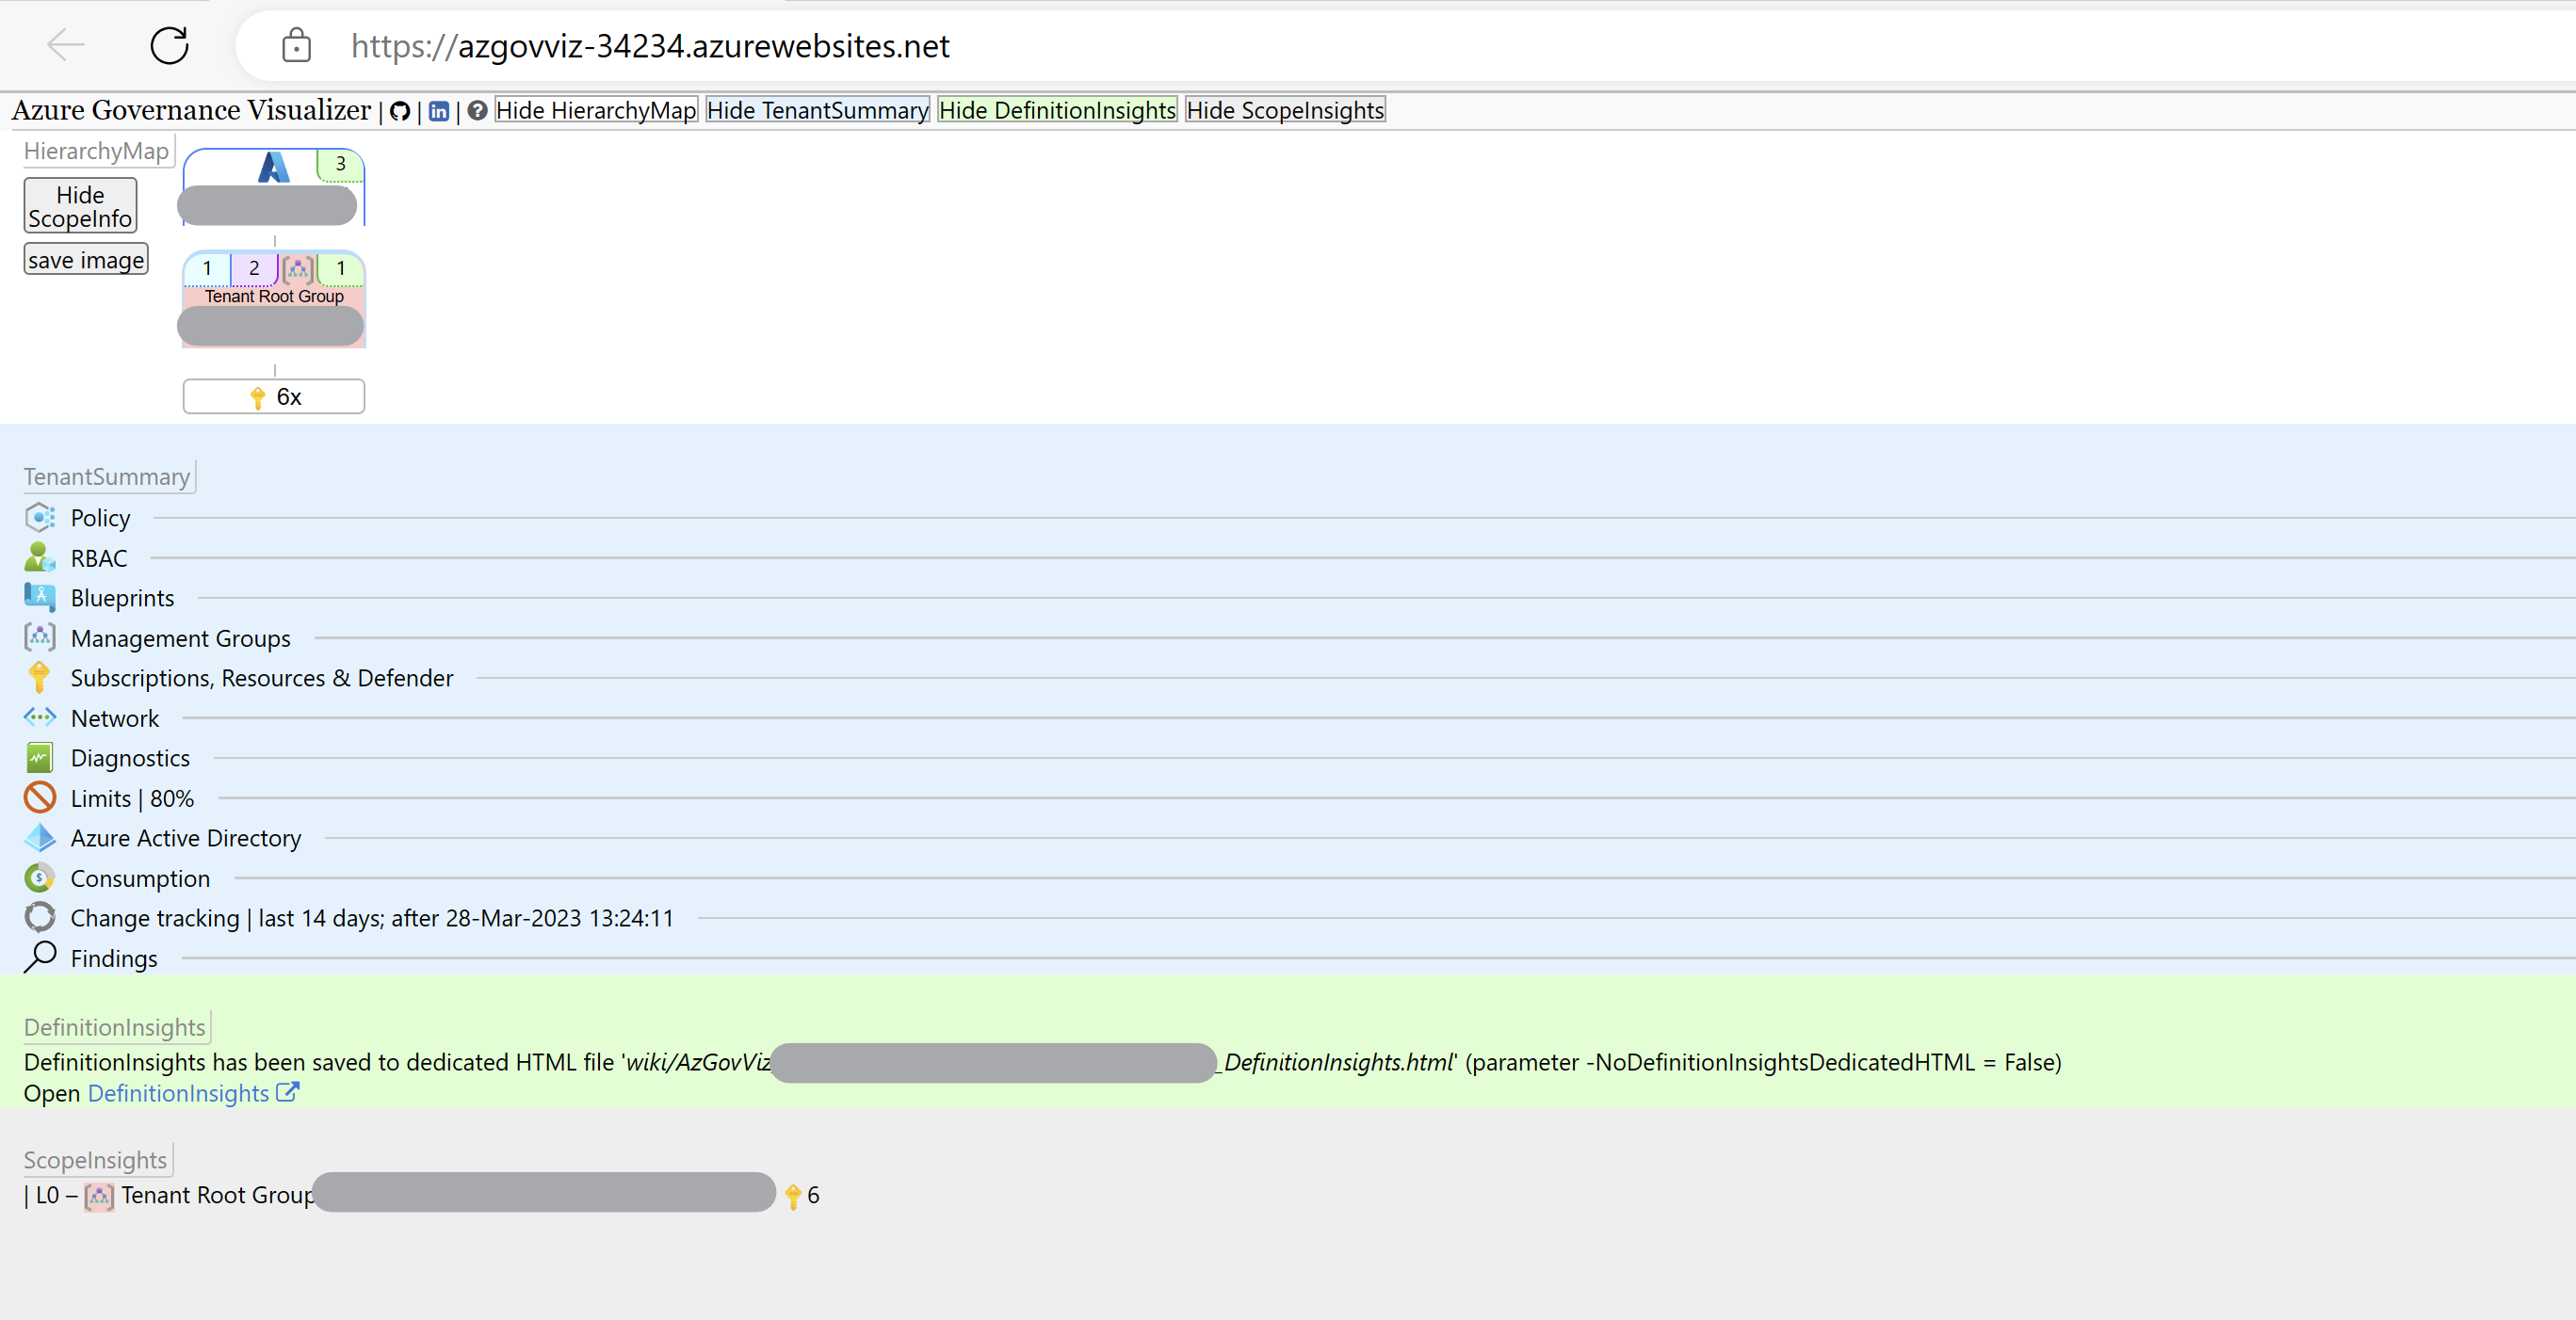 https://azgovviz-34234.azurewebsites.net
Azure Governance Visualizer | | | Hide HierarchyMap Hide TenantSummary Hide DefinitionInsights Hide ScopeInsights
HierarchyMap
Hide
ScopeInfo
save image
3
1 2 1
Tenant Root Group
6x
TenantSummary
Policy
RBAC
Blueprints
Management Groups
Subscriptions, Resources & Defender
Network
Diagnostics
Limits | 80%
Azure Active Directory
Consumption
Change tracking | last 14 days; after 28-Mar-2023 13:24:11
Findings
DefinitionInsights
DefinitionInsights has been saved to dedicated HTML file 'wiki/AzGovViz_DefinitionInsights.html' (parameter -NoDefinitionInsightsDedicatedHTML = False)
Open DefinitionInsights
ScopeInsights
| L0 – Tenant Root Group 6